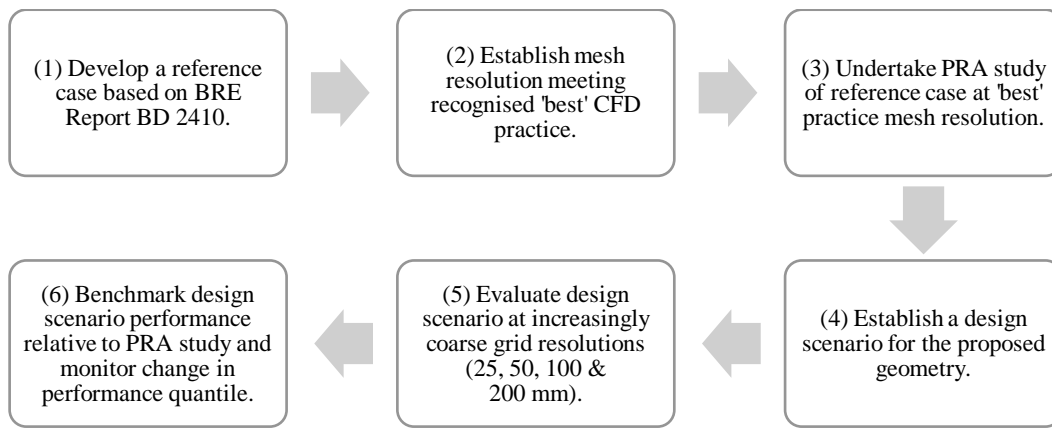 (1) Develop a reference
case based on BRE
Report BD 2410.
(2) Establish mesh
resolution meeting
recognised 'best' CFD
practice.
(3) Undertake PRA study
of reference case at 'best'
practice mesh resolution.
(4) Establish a design
scenario for the proposed
geometry.
(5) Evaluate design
scenario at increasingly
coarse grid resolutions
(25, 50, 100 &
200 mm).
(6) Benchmark design
scenario performance
relative to PRA study and
monitor change in
performance quantile.